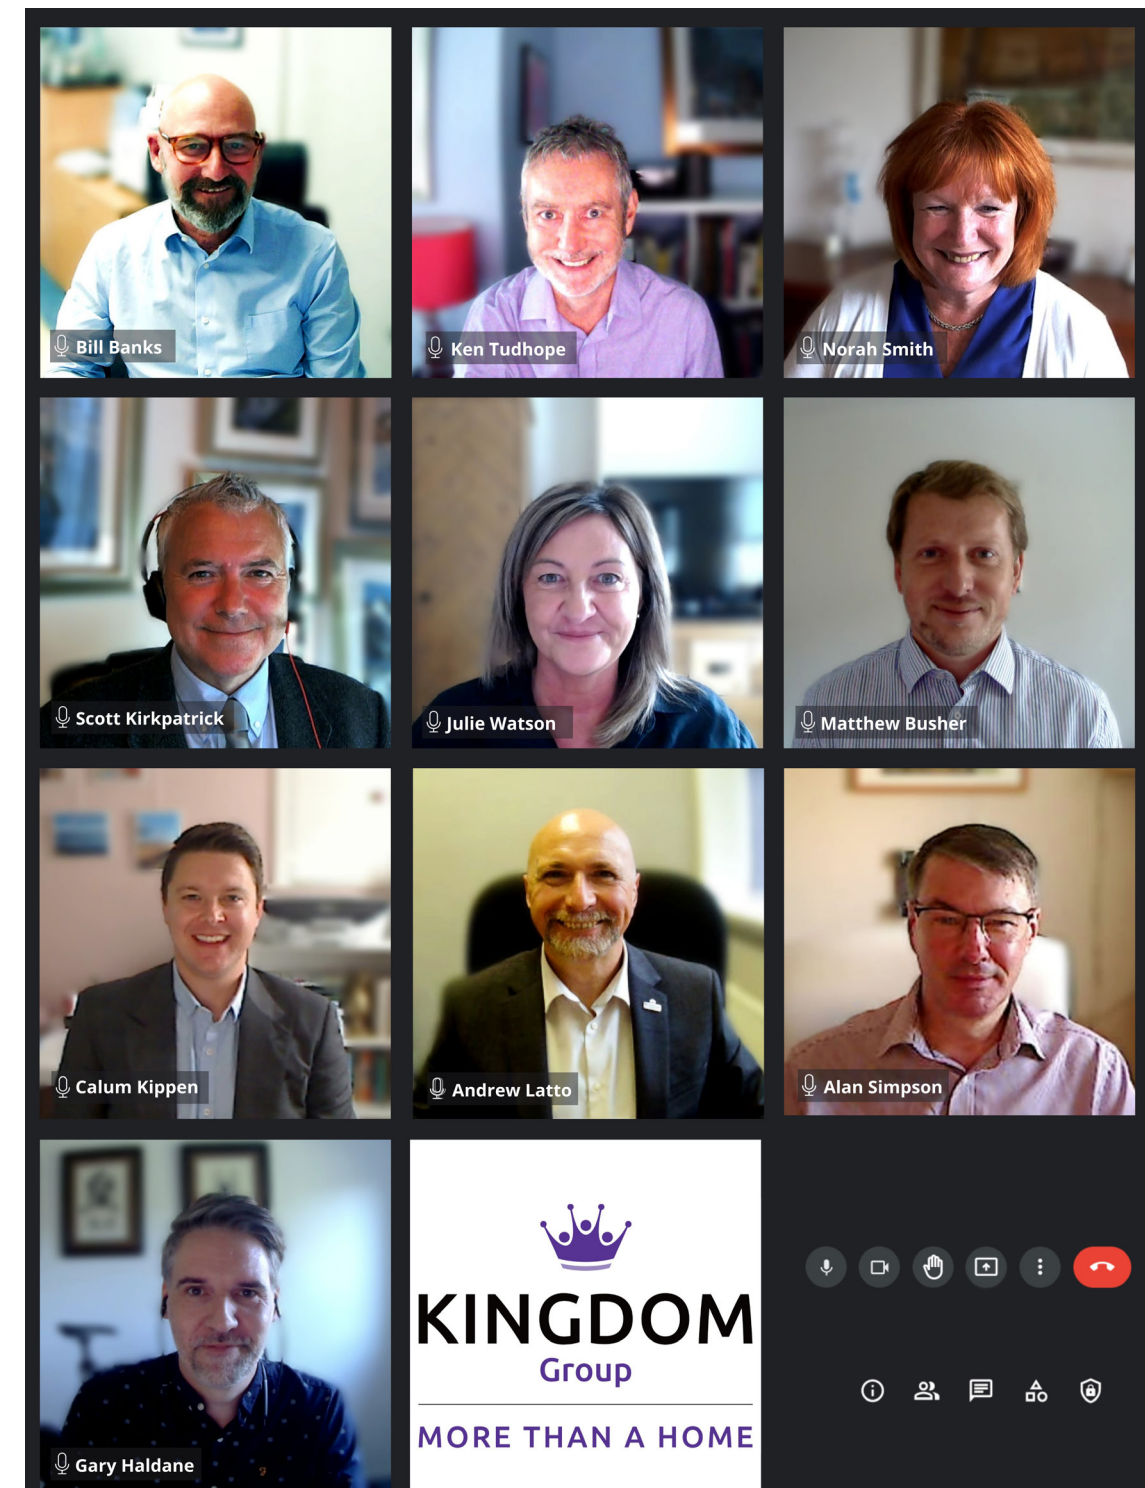 Bill Banks
Ken Tudhope
Norah Smith
Scott Kirkpatrick
Julie Watson
Matthew Busher
Calum Kippen
Andrew Latto
Alan Simpson
Gary Haldane
KINGDOM
Group
MORE THAN A HOME